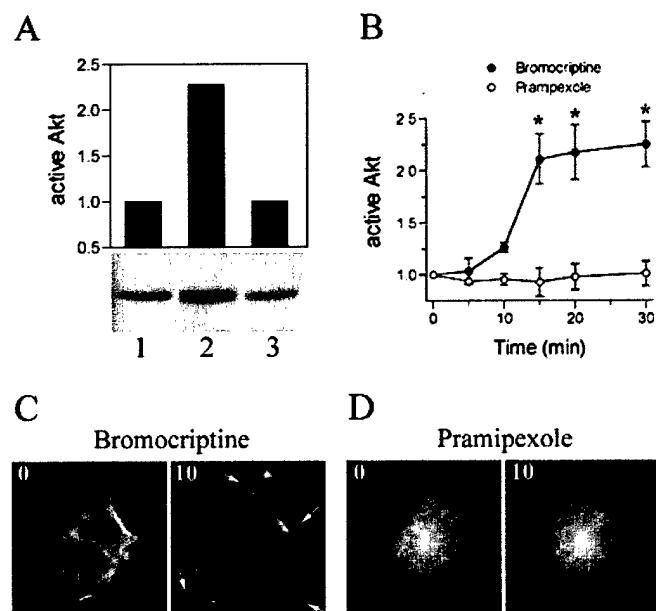 A
active Akt
2.5
2.0
1.5
1.0
0.5
1 2 3
B
Bromocriptine
Prampexole
active Akt
2 5
2.0
1.5
1.0
* * *
0 10 20 30
Time (min)
C
Bromocriptine
0 10
D
Pramipexole
0 10